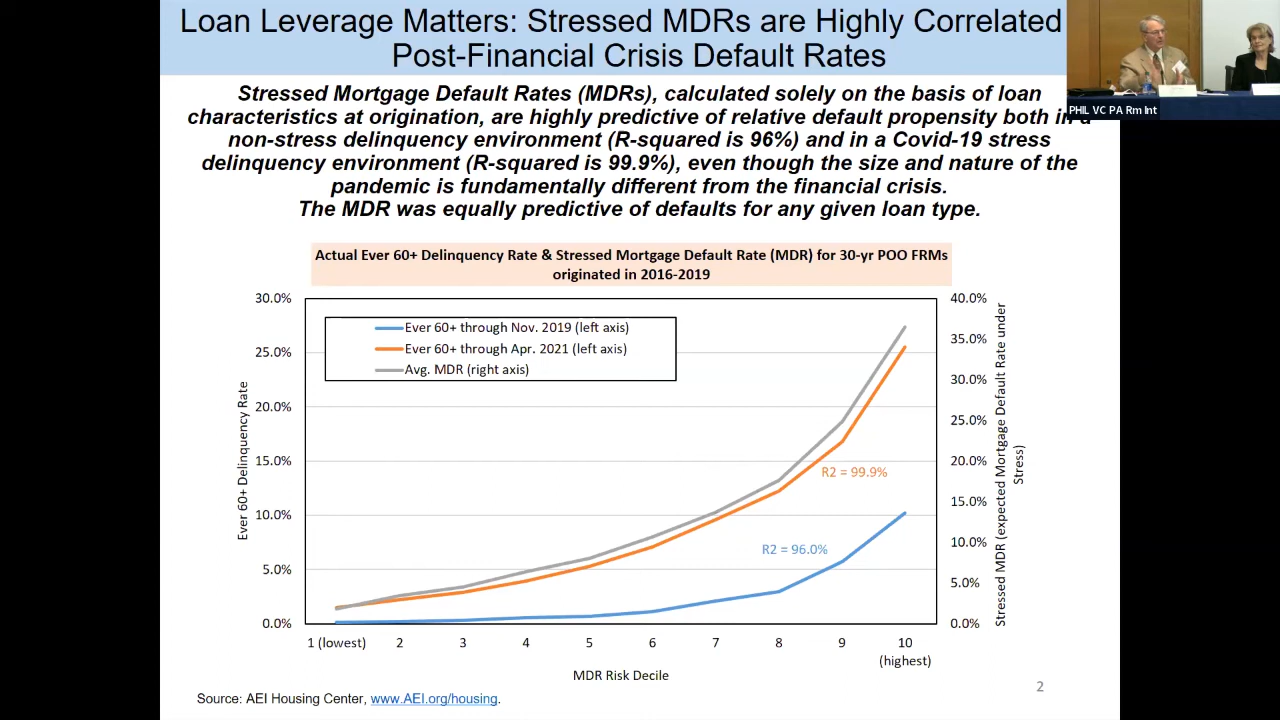 Loan Leverage Matters: Stressed MDRs are Highly Correlated
Post-Financial Crisis Default Rates
PHIL VC PA Rm Int
Stressed Mortgage Default Rates (MDRs), calculated solely on the basis of loan
characteristics at origination, are highly predictive of relative default propensity both in a
non-stress delinquency environment (R-squared is 96%) and in a Covid-19 stress
delinquency environment (R-squared is 99.9%), even though the size and nature of the
pandemic is fundamentally different from the financial crisis.
The MDR was equally predictive of defaults for any given loan type.
Actual Ever 60+ Delinquency Rate & Stressed Mortgage Default Rate (MDR) for 30-yr POO FRMs
originated in 2016-2019
30.0%
25.0%
20.0%
15.0%
10.0%
5.0%
0.0%
Ever 60+ Delinquency Rate
Ever 60+ through Nov. 2019 (left axis)
Ever 60+ through Apr. 2021 (left axis)
Avg. MDR (right axis)
R2 = 99.9%
R2 = 96.0%
40.0%
35.0%
30.0%
25.0%
20.0%
15.0%
10.0%
5.0%
0.0%
Stressed MDR (expected Mortgage Default Rate under
Stress)
1 (lowest) 2 3 4 5 6 7 8 9 10
(highest)
MDR Risk Decile
Source: AEI Housing Center, www.AEI.org/housing.
2